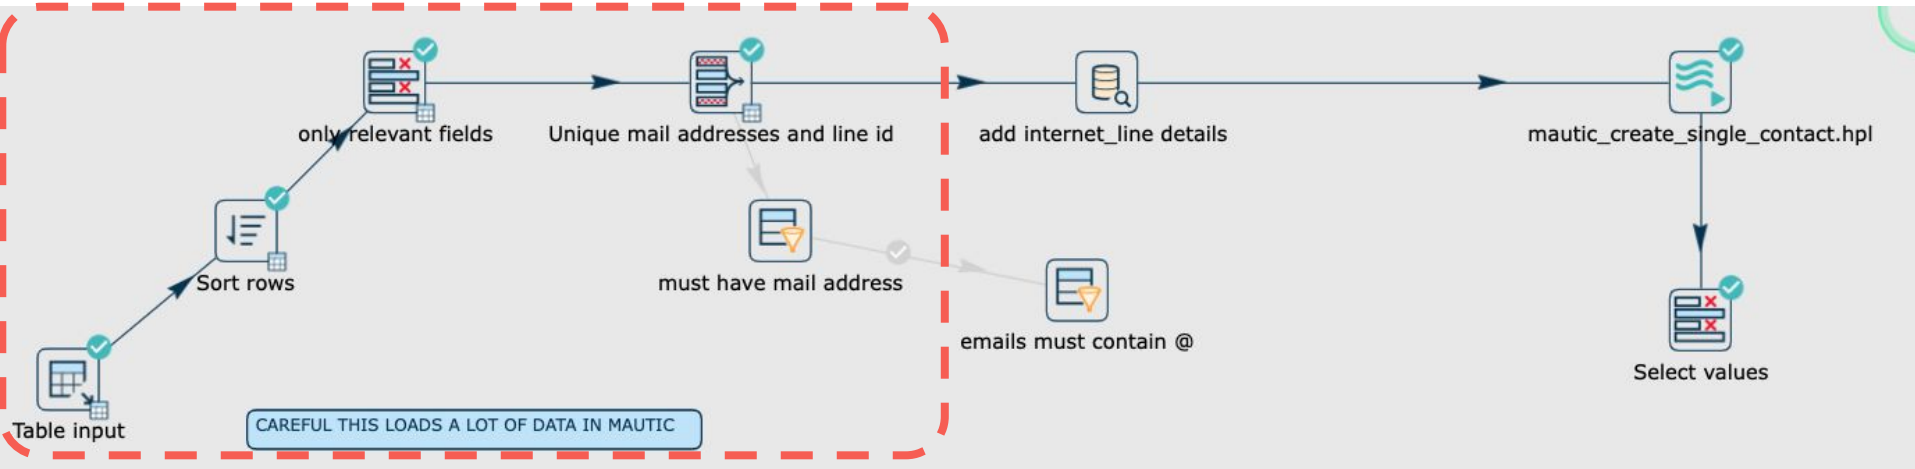 only relevant fields
Unique mail addresses and line id
add internet_line details
mautic_create_single_contact.hpl
Sort rows
must have mail address
emails must contain @
Select values
Table input
CAREFUL THIS LOADS A LOT OF DATA IN MAUTIC